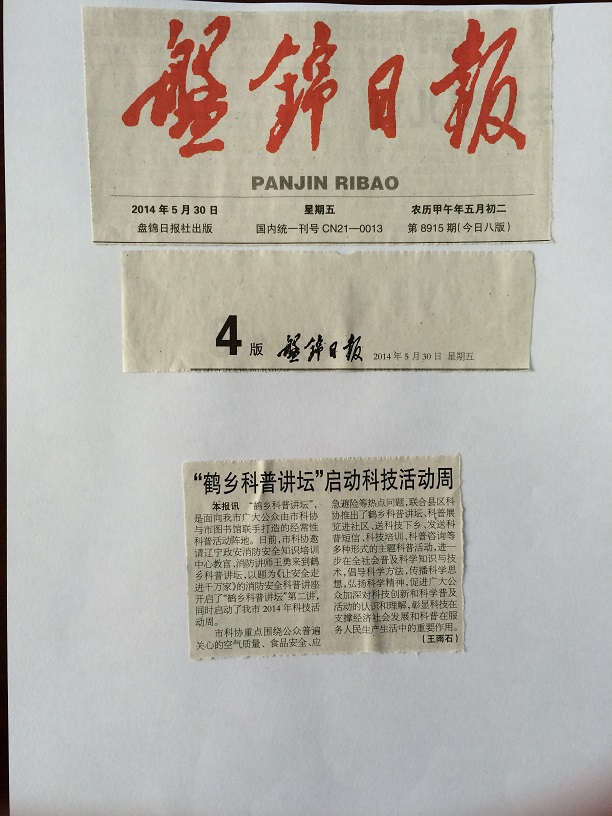 盤錦日報
PANJIN RIBAO
2014年5月30日 星期五 农历甲午年五月初二
盘锦日报社出版 国内统一刊号CN21—0013 第8915期(今日八版)
4版 盤錦日報 2014年5月30日 星期五
“鹤乡科普讲坛”启动科技活动周
本报讯 “鹤乡科普讲坛”,
是面向我市广大公众由市科协
与市图书馆联手打造的经常性
科普活动阵地。日前,市科协邀
请辽宁政安消防安全知识培训
中心教官、消防讲师王勇来到鹤
乡科普讲坛,以题为《让安全走
进千万家》的消防安全科普讲座
开启了“鹤乡科普讲坛”第二讲,
同时启动了我市2014年科技活
动周。
市科协重点围绕公众普遍
关心的空气质量、食品安全、应
急避险等热点问题,联合县区科
协推出了鹤乡科普讲坛、科普展
览进社区、送科技下乡、发送科
普短信、科技培训、科普咨询等
多种形式的主题科普活动,进一
步在全社会普及科学知识与技
术,倡导科学方法,传播科学思
想,弘扬科学精神,促进广大公
众加深对科技创新和科学普及
活动的认识和理解,彰显科技在
支撑经济社会发展和科普在服
务人民生产生活中的重要作用。
(王雨石)